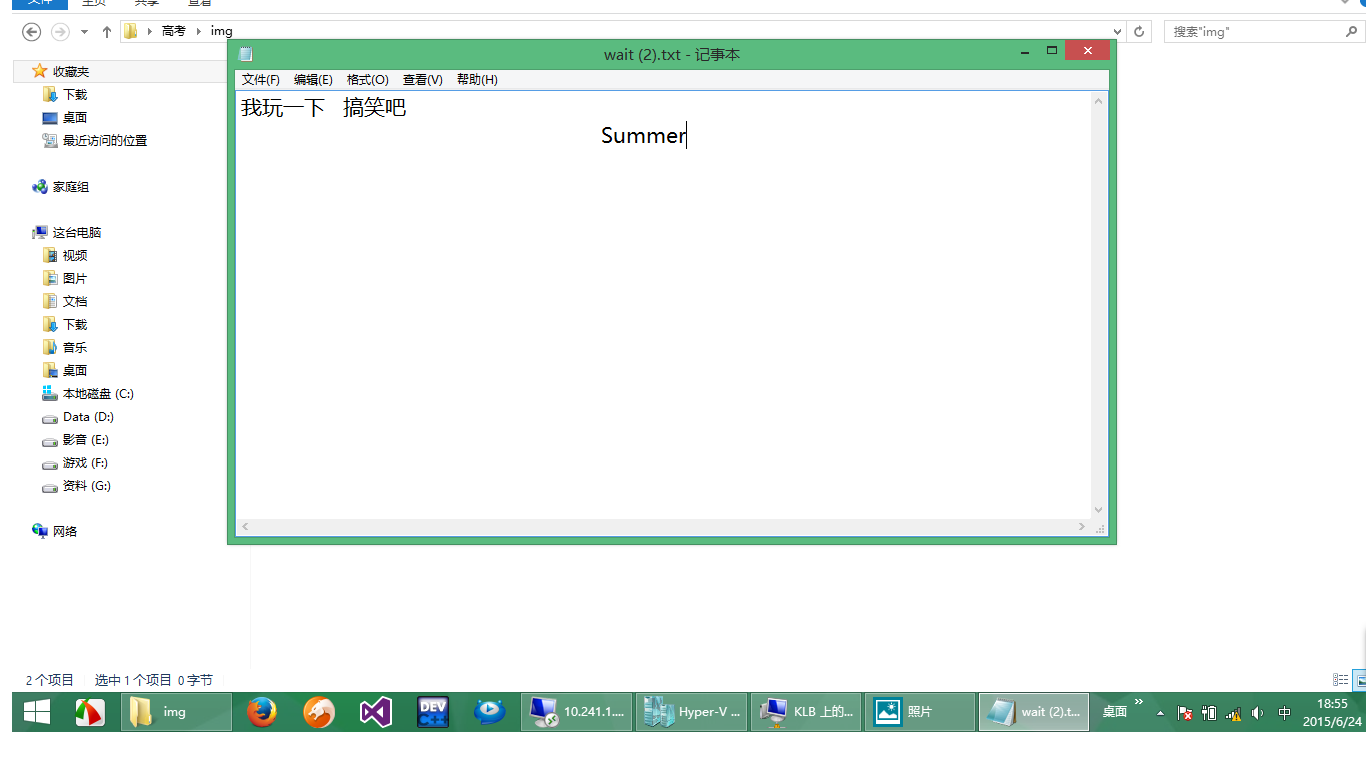 文件 主页 共享 查看
高考 img
搜索"img"
wait (2).txt - 记事本
文件(F) 编辑(E) 格式(O) 查看(V) 帮助(H)
我玩一下 搞笑吧
Summer
收藏夹
下载
桌面
最近访问的位置
家庭组
这台电脑
视频
图片
文档
下载
音乐
桌面
本地磁盘 (C:)
Data (D:)
影音 (E:)
游戏 (F:)
资料 (G:)
网络
2 个项目 选中 1 个项目 0 字节
img DEV C++ 10.241.1.... Hyper-V ... KLB 上的... 照片 wait (2).t... 桌面 » 中 18:55
2015/6/24